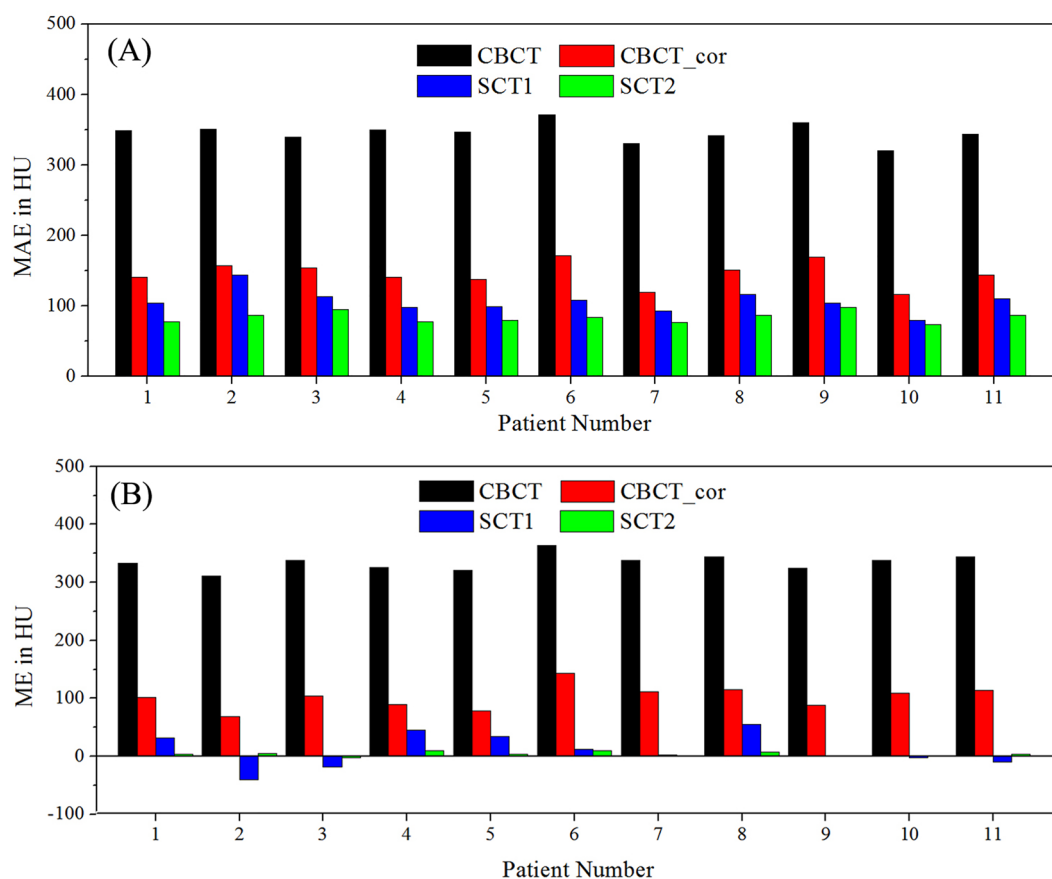 (A)
CBCT CBCT_cor
SCT1 SCT2
MAE in HU
500
400
300
200
100
0
1 2 3 4 5 6 7 8 9 10 11
Patient Number
(B)
CBCT CBCT_cor
SCT1 SCT2
ME in HU
500
400
300
200
100
0
-100
1 2 3 4 5 6 7 8 9 10 11
Patient Number